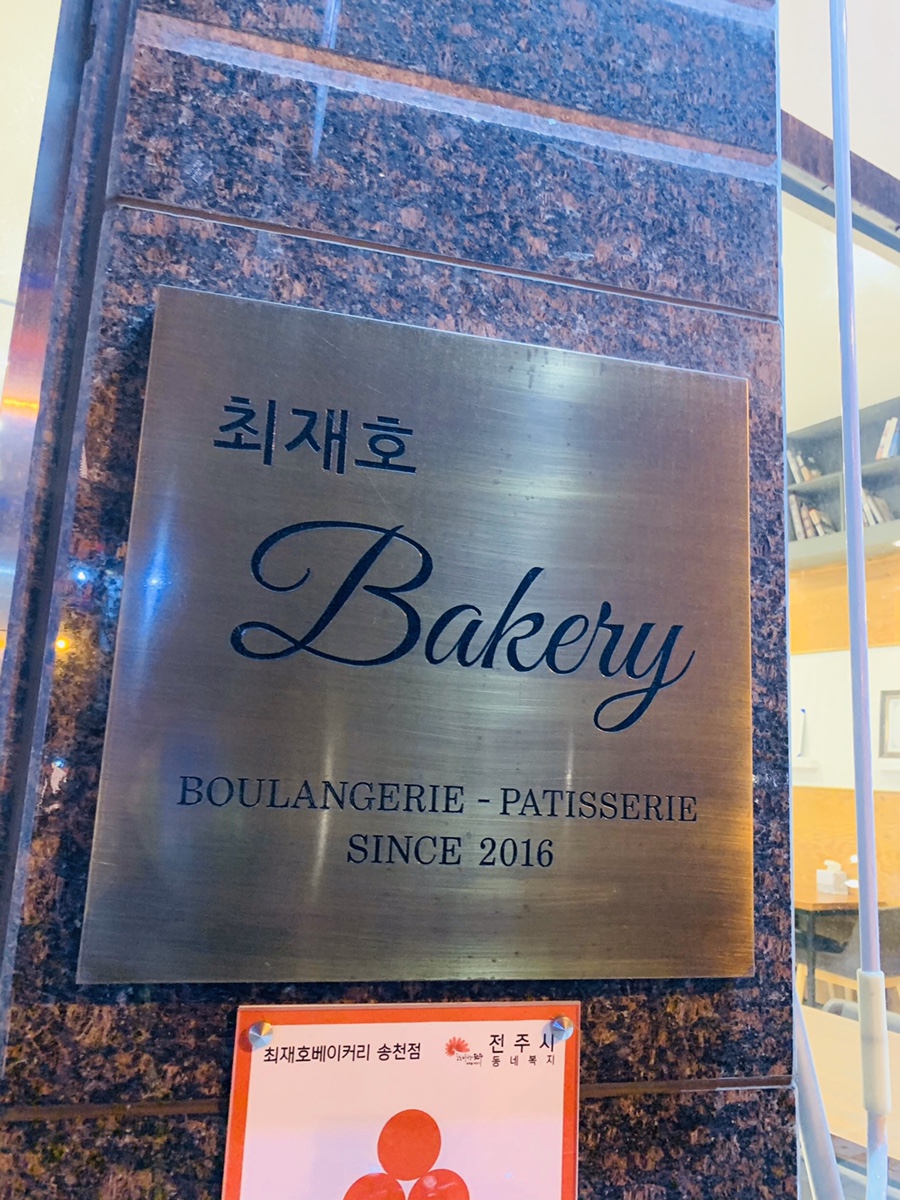 최재호
Bakery
BOULANGERIE - PATISSERIE
SINCE 2016
최재호베이커리 송천점
전주시
동네복지